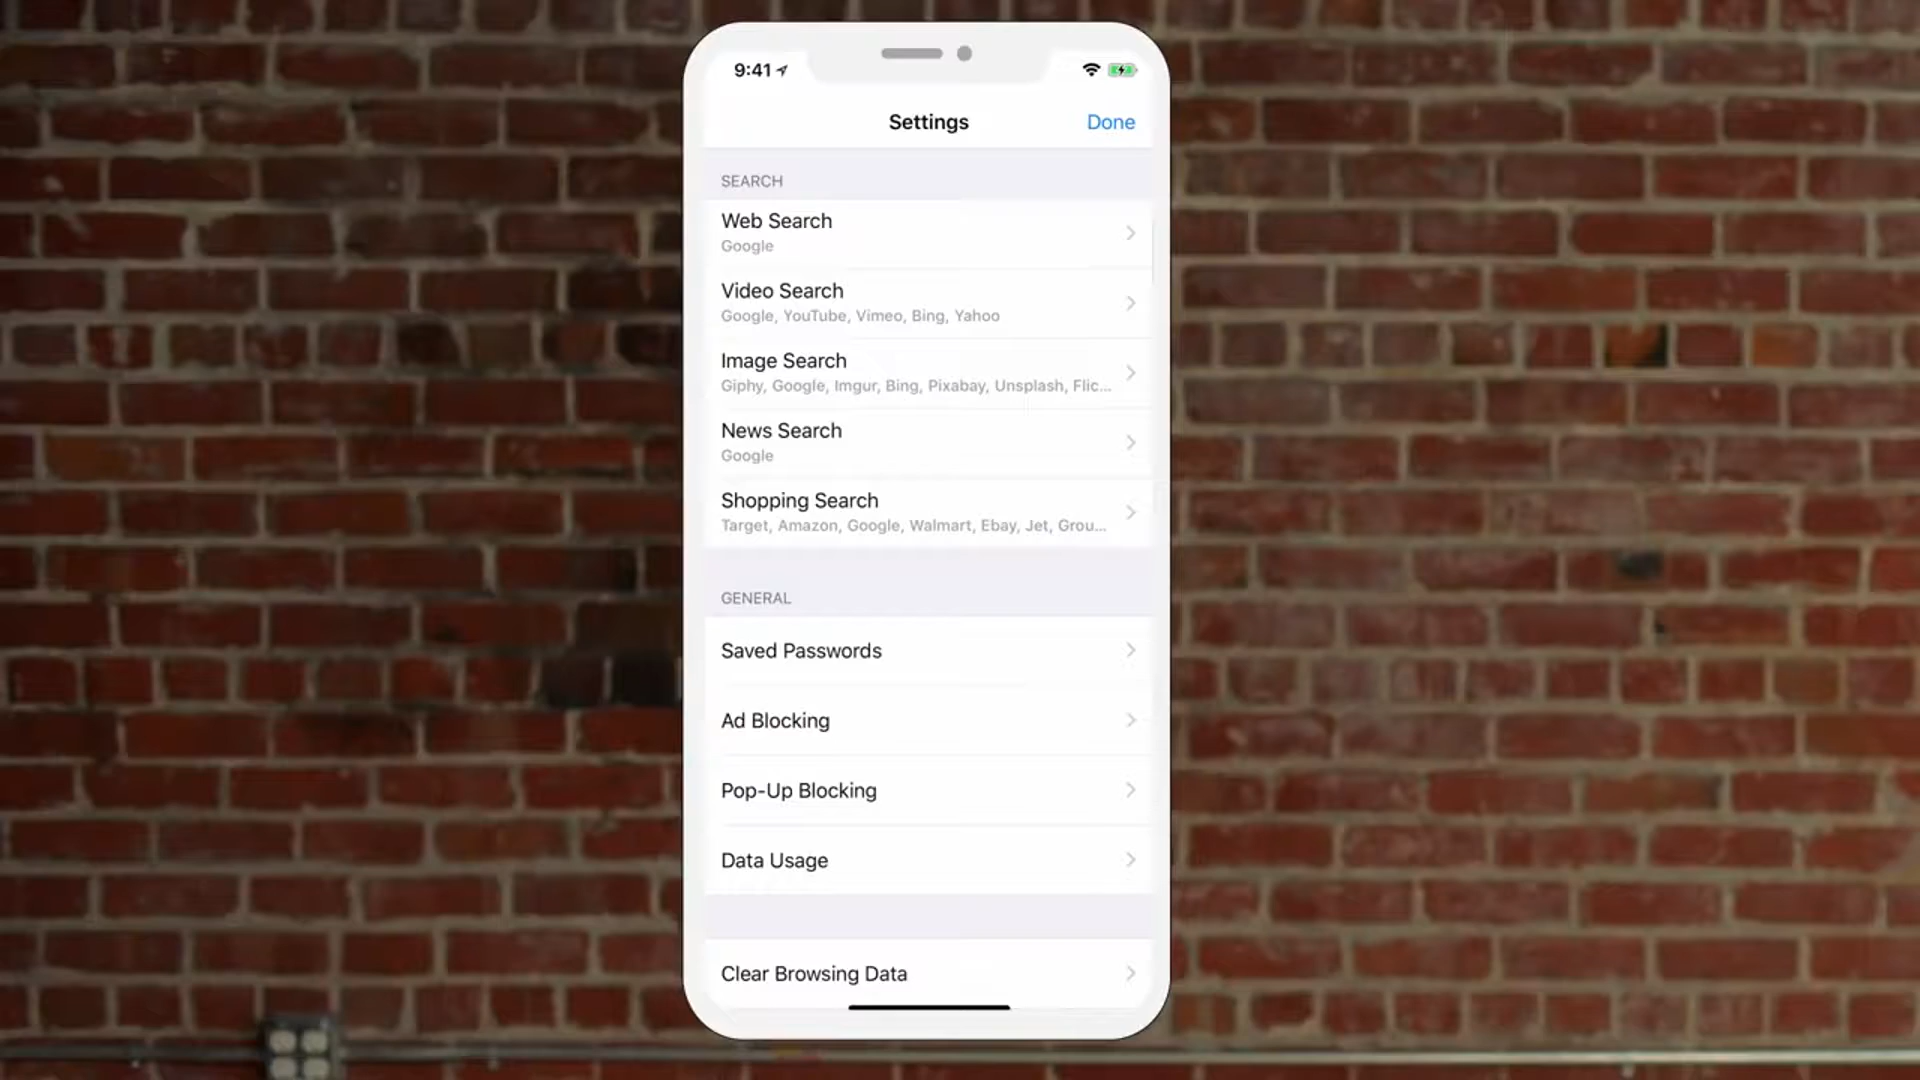 9:41
Settings
Done
SEARCH
Web Search
Google
Video Search
Google, YouTube, Vimeo, Bing, Yahoo
Image Search
Giphy, Google, Imgur, Bing, Pixabay, Unsplash, Flic...
News Search
Google
Shopping Search
Target, Amazon, Google, Walmart, Ebay, Jet, Grou...
GENERAL
Saved Passwords
Ad Blocking
Pop-Up Blocking
Data Usage
Clear Browsing Data